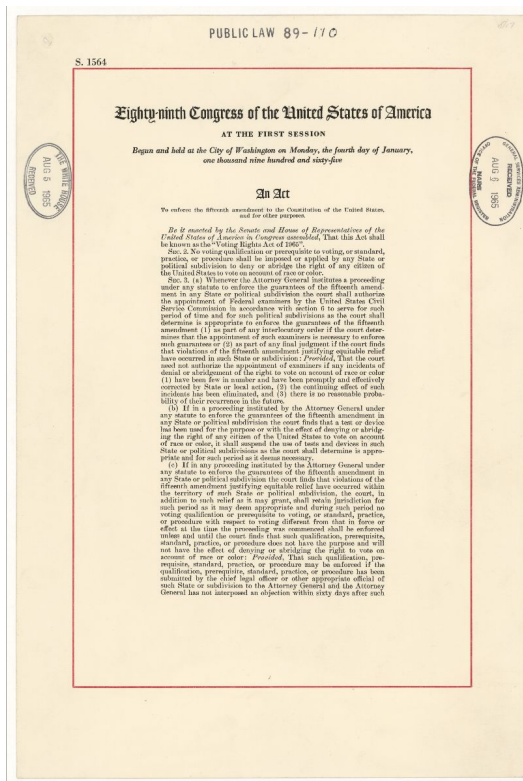 PUBLIC LAW 89-110
S. 1564
Eighty-ninth Congress of the United States of America
AT THE FIRST SESSION
Begun and held at the City of Washington on Monday, the fourth day of January,
one thousand nine hundred and sixty-five
THE WHITE HOUSE
AUG 6 1965
RECEIVED
GENERAL SERVICES ADMINISTRATION
RECEIVED
AUG 6 1965
NARS
OFFICE OF THE FEDERAL REGISTER
An Act
To enforce the fifteenth amendment to the Constitution of the United States,
and for other purposes.
Be it enacted by the Senate and House of Representatives of the
United States of America in Congress assembled, That this Act shall
be known as the "Voting Rights Act of 1965".
SEC. 2. No voting qualification or prerequisite to voting, or standard,
practice, or procedure shall be imposed or applied by any State or
political subdivision to deny or abridge the right of any citizen of
the United States to vote on account of race or color.
SEC. 3. (a) Whenever the Attorney General institutes a proceeding
under any statute to enforce the guarantees of the fifteenth amend-
ment in any State or political subdivision the court shall authorize
the appointment of Federal examiners by the United States Civil
Service Commission in accordance with section 6 to serve for such
period of time and for such political subdivisions as the court shall
determine is appropriate to enforce the guarantees of the fifteenth
amendment (1) as part of any interlocutory order if the court deter-
mines that the appointment of such examiners is necessary to enforce
such guarantees or (2) as part of any final judgment if the court finds
that violations of the fifteenth amendment justifying equitable relief
have occurred in such State or subdivision: Provided, That the court
need not authorize the appointment of examiners if any incidents of
denial or abridgement of the right to vote on account of race or color
(1) have been few in number and have been promptly and effectively
corrected by State or local action, (2) the continuing effect of such
incidents has been eliminated, and (3) there is no reasonable proba-
bility of their recurrence in the future.
(b) If in a proceeding instituted by the Attorney General under
any statute to enforce the guarantees of the fifteenth amendment in
any State or political subdivision the court finds that a test or device
has been used for the purpose or with the effect of denying or abridg-
ing the right of any citizen of the United States to vote on account
of race or color, it shall suspend the use of tests and devices in such
State or political subdivisions as the court shall determine is appro-
priate and for such period as it deems necessary.
(c) If in any proceeding instituted by the Attorney General under
any statute to enforce the guarantees of the fifteenth amendment in
any State or political subdivision the court finds that violations of the
fifteenth amendment justifying equitable relief have occurred within
the territory of such State or political subdivision, the court, in
addition to such relief as it may grant, shall retain jurisdiction for
such period as it may deem appropriate and during such period no
voting qualification or prerequisite to voting, or standard, practice,
or procedure with respect to voting different from that in force or
effect at the time the proceeding was commenced shall be enforced
unless and until the court finds that such qualification, prerequisite,
standard, practice, or procedure does not have the purpose and will
not have the effect of denying or abridging the right to vote on
account of race or color: Provided, That such qualification, pre-
requisite, standard, practice, or procedure may be enforced if the
qualification, prerequisite, standard, practice, or procedure has been
submitted by the chief legal officer or other appropriate official of
such State or subdivision to the Attorney General and the Attorney
General has not interposed an objection within sixty days after such